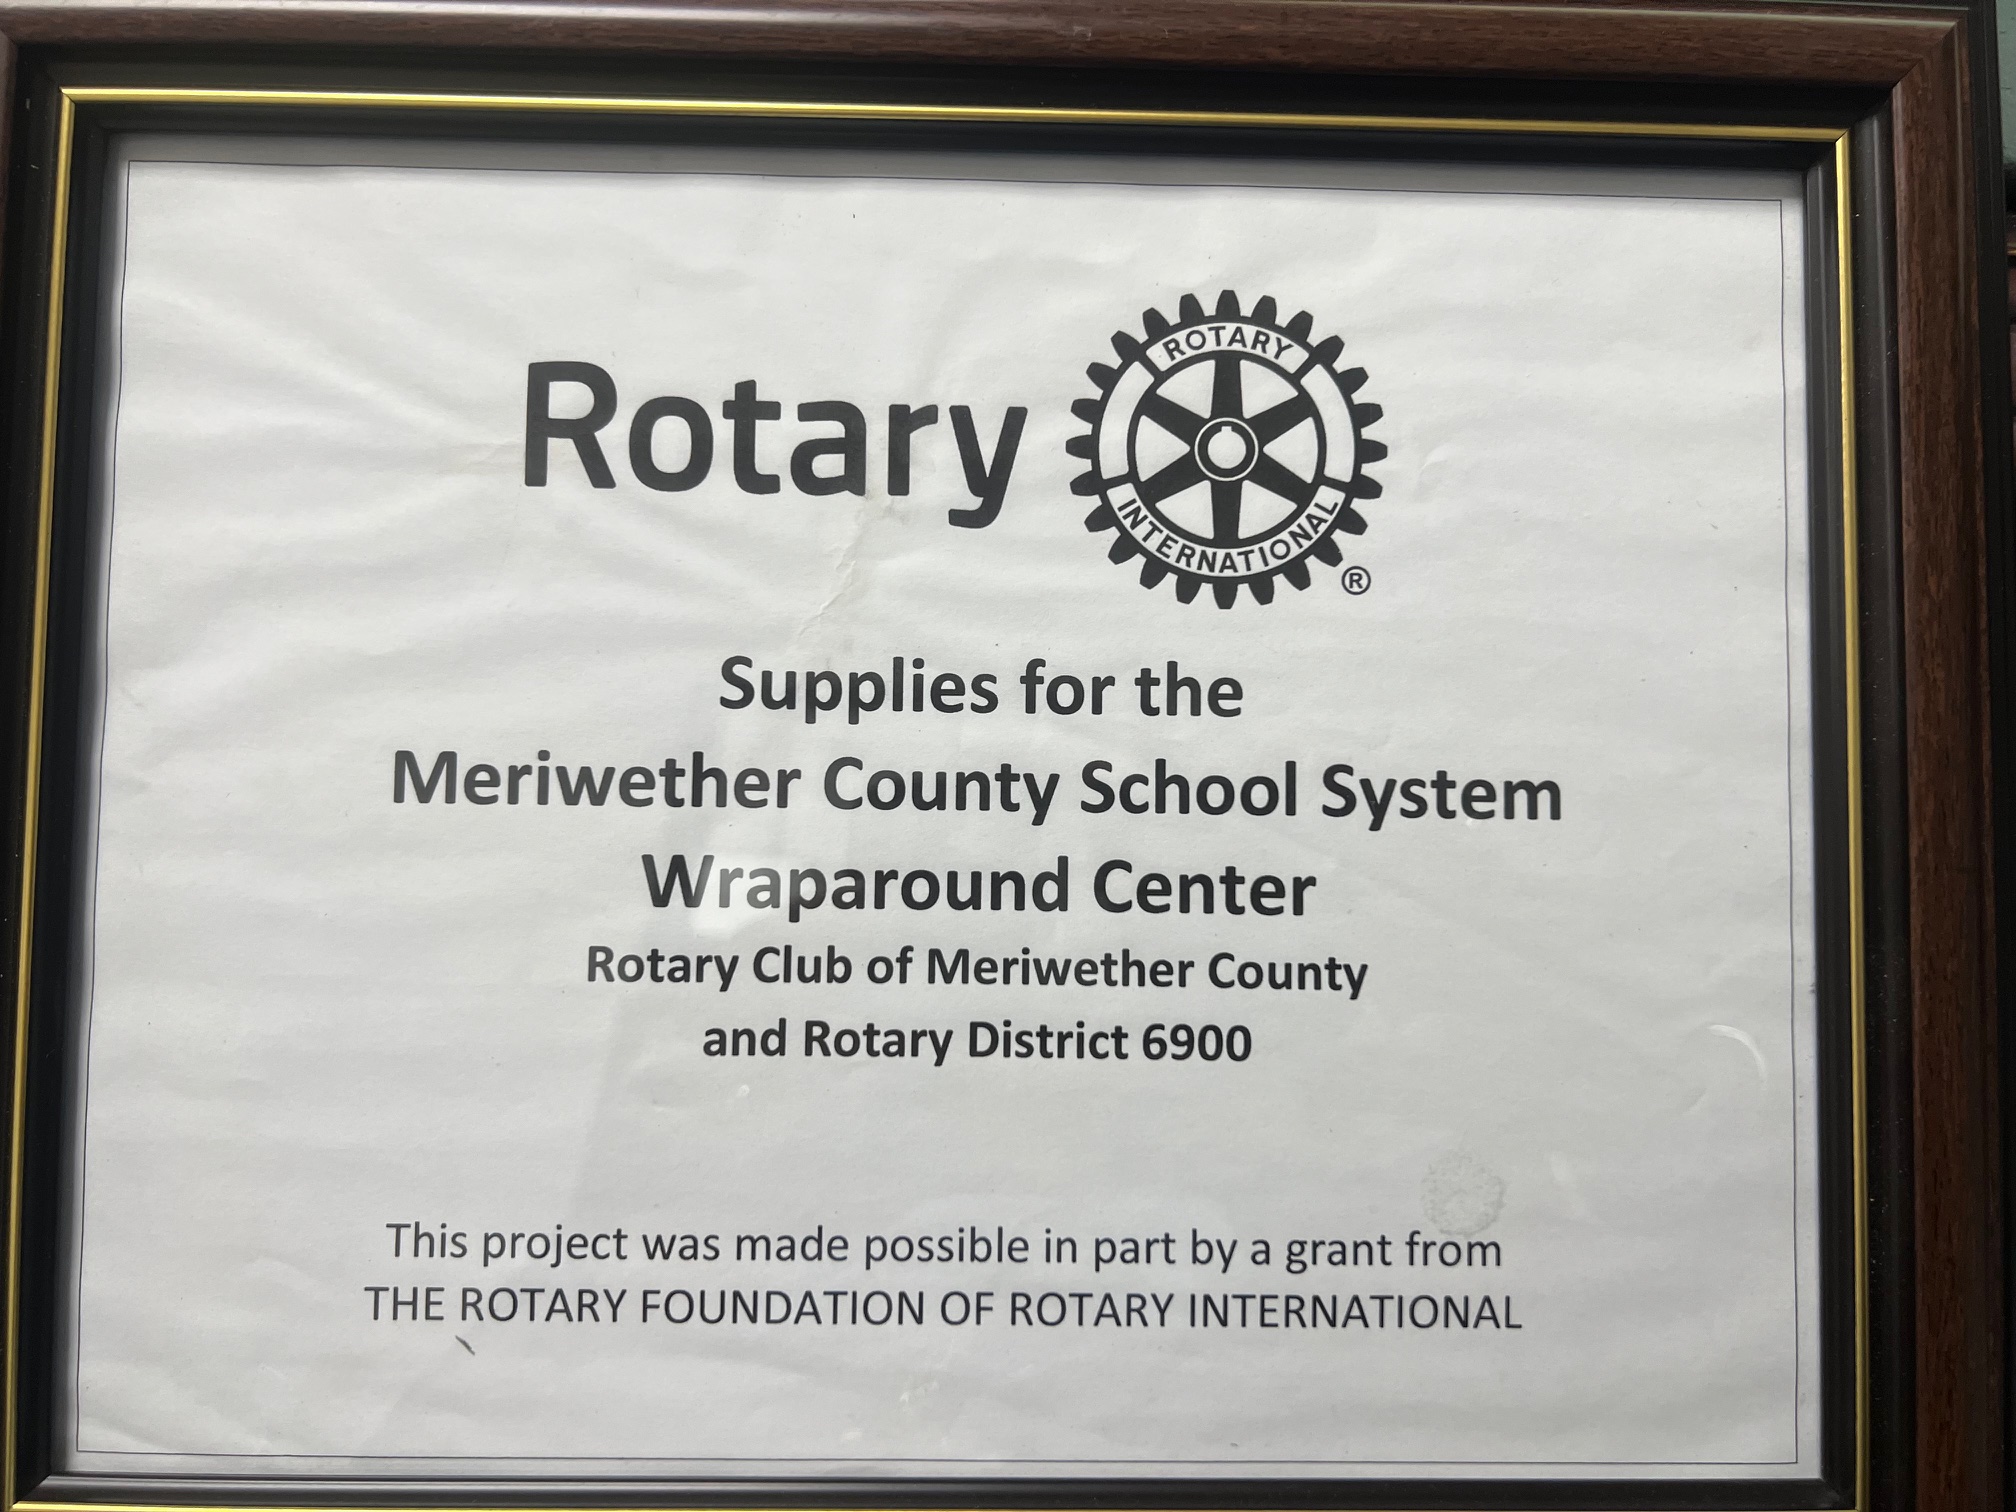 Rotary
ROTARY
INTERNATIONAL
®
Supplies for the
Meriwether County School System
Wraparound Center
Rotary Club of Meriwether County
and Rotary District 6900
This project was made possible in part by a grant from
THE ROTARY FOUNDATION OF ROTARY INTERNATIONAL